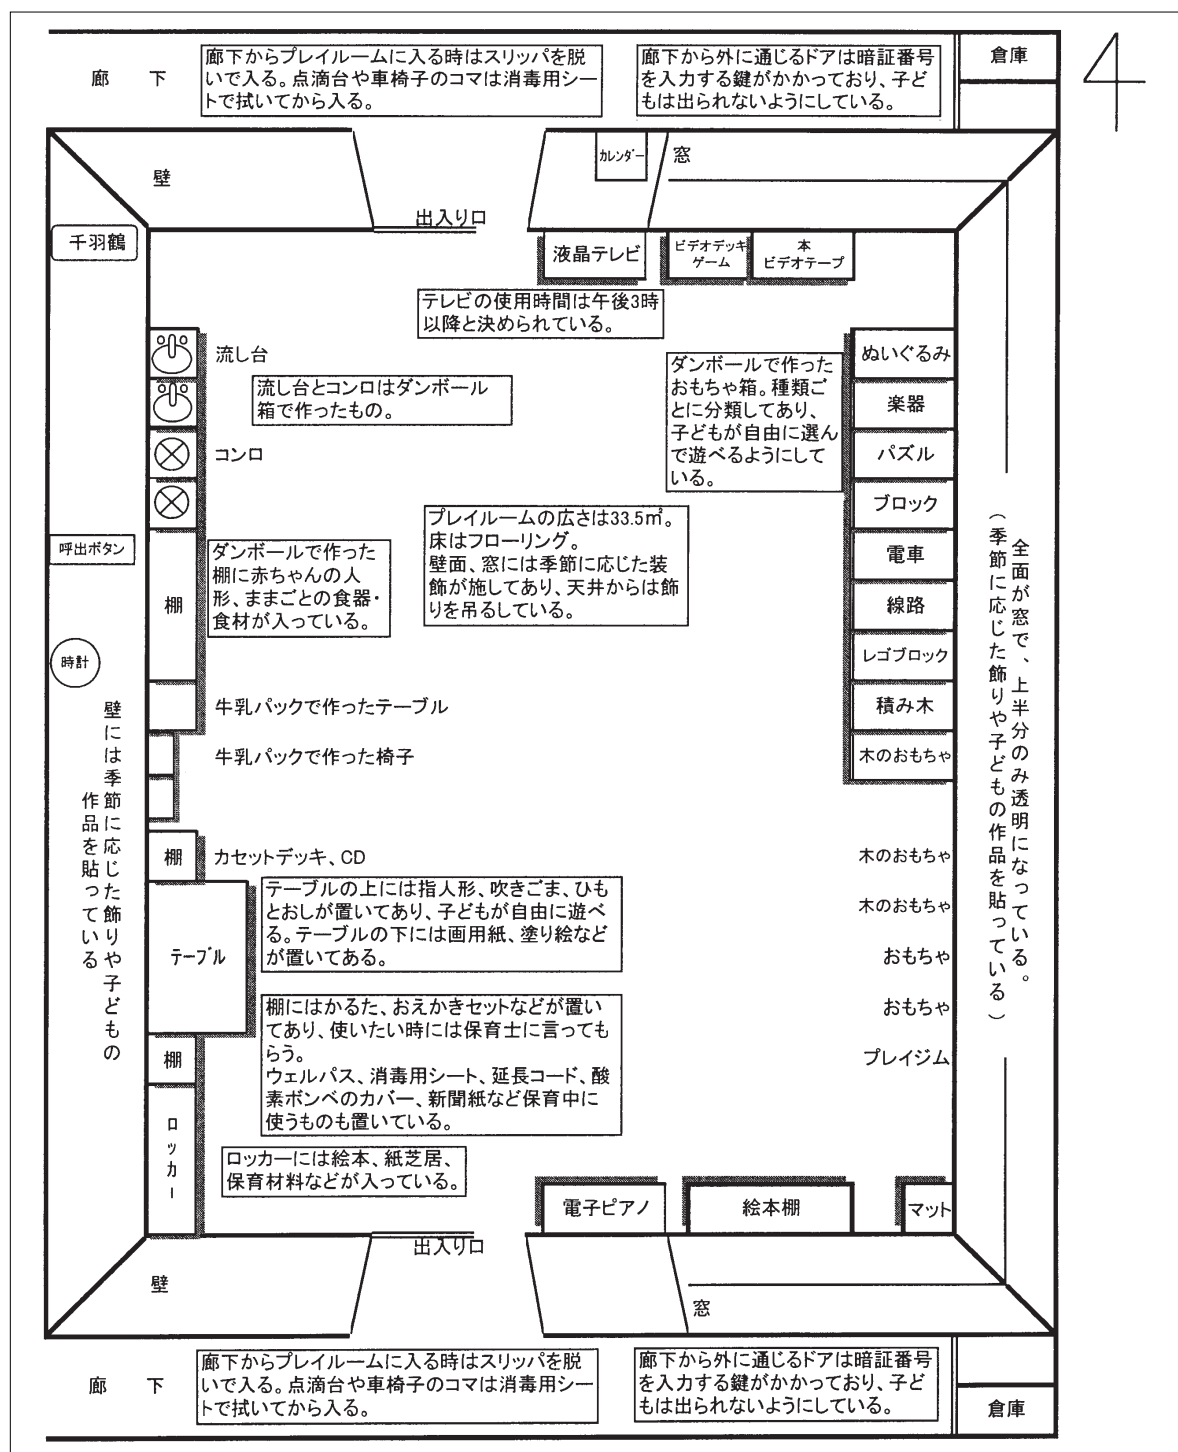 廊　下
廊下からプレイルームに入る時はスリッパを脱
いで入る。点滴台や車椅子のコマは消毒用シー
トで拭いてから入る。
廊下から外に通じるドアは暗証番号
を入力する鍵がかかっており、子ど
もは出られないようにしている。
倉庫
4
壁
カレンダー
窓
出入り口
千羽鶴
液晶テレビ
ビデオデッキ
ゲーム
本
ビデオテープ
テレビの使用時間は午後3時
以降と決められている。
流し台
流し台とコンロはダンボール
箱で作ったもの。
コンロ
ダンボールで作った
おもちゃ箱。種類ご
とに分類してあり、
子どもが自由に選ん
で遊べるようにして
いる。
ぬいぐるみ
楽器
パズル
ブロック
電車
線路
レゴブロック
積み木
木のおもちゃ
プレイルームの広さは33.5㎡。
床はフローリング。
壁面、窓には季節に応じた装
飾が施してあり、天井からは飾
りを吊るしている。
呼出ボタン
棚
ダンボールで作った
棚に赤ちゃんの人
形、ままごとの食器・
食材が入っている。
時計
牛乳パックで作ったテーブル
牛乳パックで作った椅子
壁には季節に応じた飾りや子どもの
作品を貼っている
全面が窓で、上半分のみ透明になっている。
（季節に応じた飾りや子どもの作品を貼っている）
棚
カセットデッキ、CD
木のおもちゃ
木のおもちゃ
おもちゃ
おもちゃ
プレイジム
テーブル
テーブルの上には指人形、吹きごま、ひも
とおしが置いてあり、子どもが自由に遊べ
る。テーブルの下には画用紙、塗り絵など
が置いてある。
棚
棚にはかるた、おえかきセットなどが置い
てあり、使いたい時には保育士に言っても
らう。
ウェルパス、消毒用シート、延長コード、酸
素ボンベのカバー、新聞紙など保育中に
使うものも置いている。
ロッカー
ロッカーには絵本、紙芝居、
保育材料などが入っている。
電子ピアノ
絵本棚
マット
出入り口
壁
窓
廊　下
廊下からプレイルームに入る時はスリッパを脱
いで入る。点滴台や車椅子のコマは消毒用シー
トで拭いてから入る。
廊下から外に通じるドアは暗証番号
を入力する鍵がかかっており、子ど
もは出られないようにしている。
倉庫